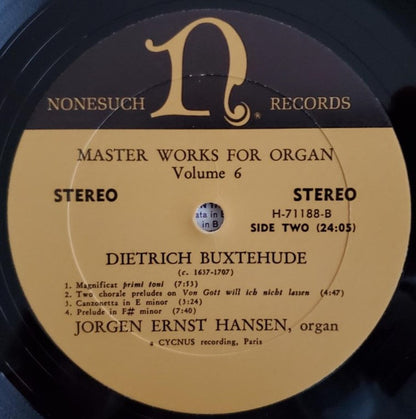 n
NONESUCH RECORDS
MASTER WORKS FOR ORGAN
Volume 6
STEREO STEREO
H-71188-B
SIDE TWO (24:05)
ata in E
in B
DIETRICH BUXTEHUDE
(c. 1637-1707)
1. Magnificat primi toni (7:53)
2. Two chorale preludes on Von Gott will ich nicht lassen (4:47)
3. Canzonetta in E minor (3:24)
4. Prelude in F# minor (7:40)
JORGEN ERNST HANSEN, organ
a CYCNUS recording, Paris